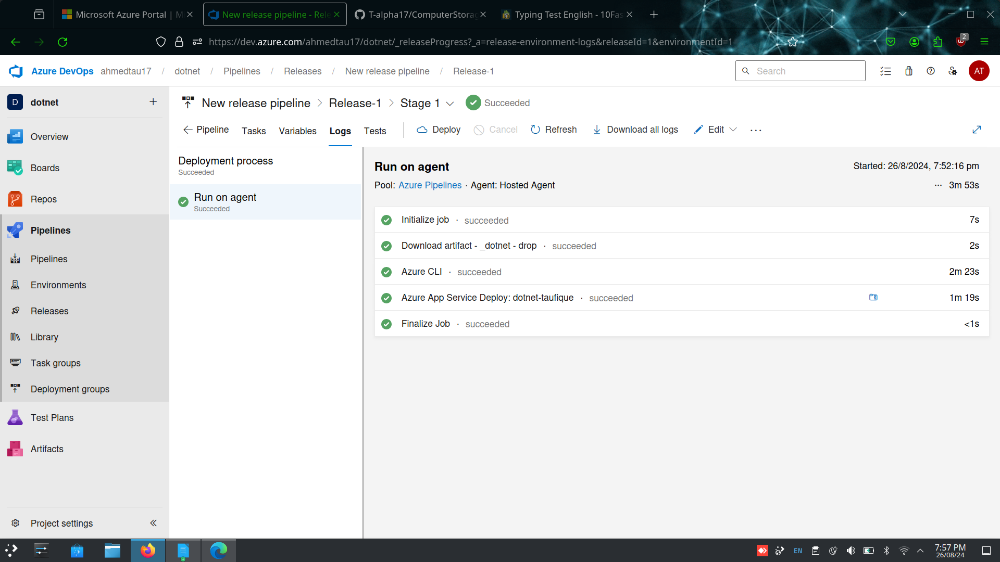 Microsoft Azure Portal | M
New release pipeline - Rele
T-alpha17/ComputerStorag
Typing Test English - 10Fas
https://dev.azure.com/ahmedtau17/dotnet/_releaseProgress?_a=release-environment-logs&releaseId=1&environmentId=1
2
Azure DevOps ahmedtau17 / dotnet / Pipelines / Releases / New release pipeline / Release-1
Search
AT
D dotnet
Overview
Boards
Repos
Pipelines
Pipelines
Environments
Releases
Library
Task groups
Deployment groups
Test Plans
Artifacts
Project settings
New release pipeline > Release-1 > Stage 1 Succeeded
Pipeline Tasks Variables Logs Tests Deploy Cancel Refresh Download all logs Edit
Deployment process
Succeeded
Run on agent
Succeeded
Run on agent
Started: 26/8/2024, 7:52:16 pm
Pool: Azure Pipelines · Agent: Hosted Agent
... 3m 53s
Initialize job · succeeded 7s
Download artifact - _dotnet - drop · succeeded 2s
Azure CLI · succeeded 2m 23s
Azure App Service Deploy: dotnet-taufique · succeeded 1m 19s
Finalize Job · succeeded <1s
EN
7:57 PM
26/08/24